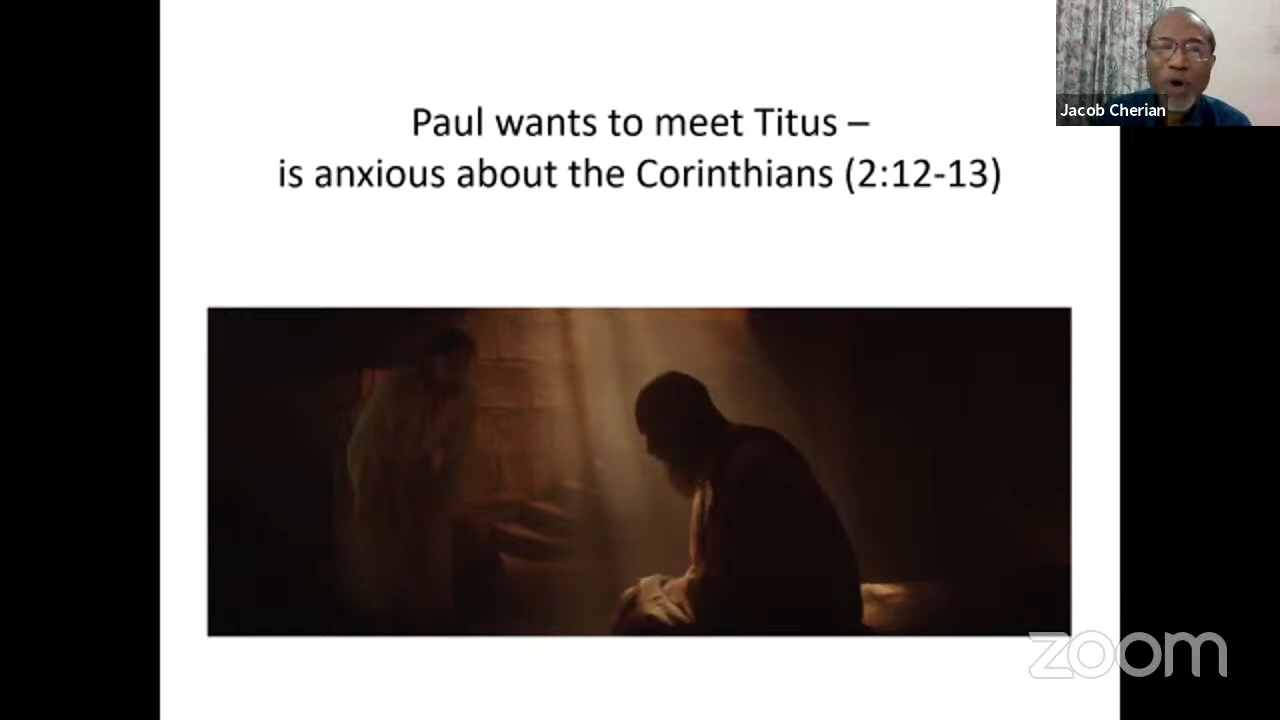 Paul wants to meet Titus –
is anxious about the Corinthians (2:12-13)
Jacob Cherian
zoom